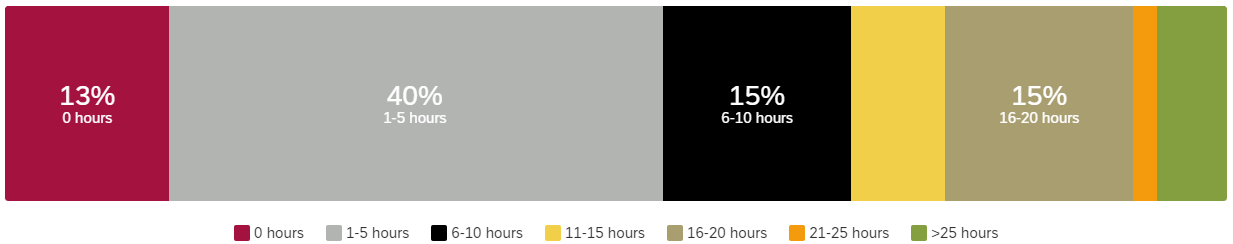 13%
0 hours
40%
1-5 hours
15%
6-10 hours
15%
16-20 hours
0 hours 1-5 hours 6-10 hours 11-15 hours 16-20 hours 21-25 hours >25 hours